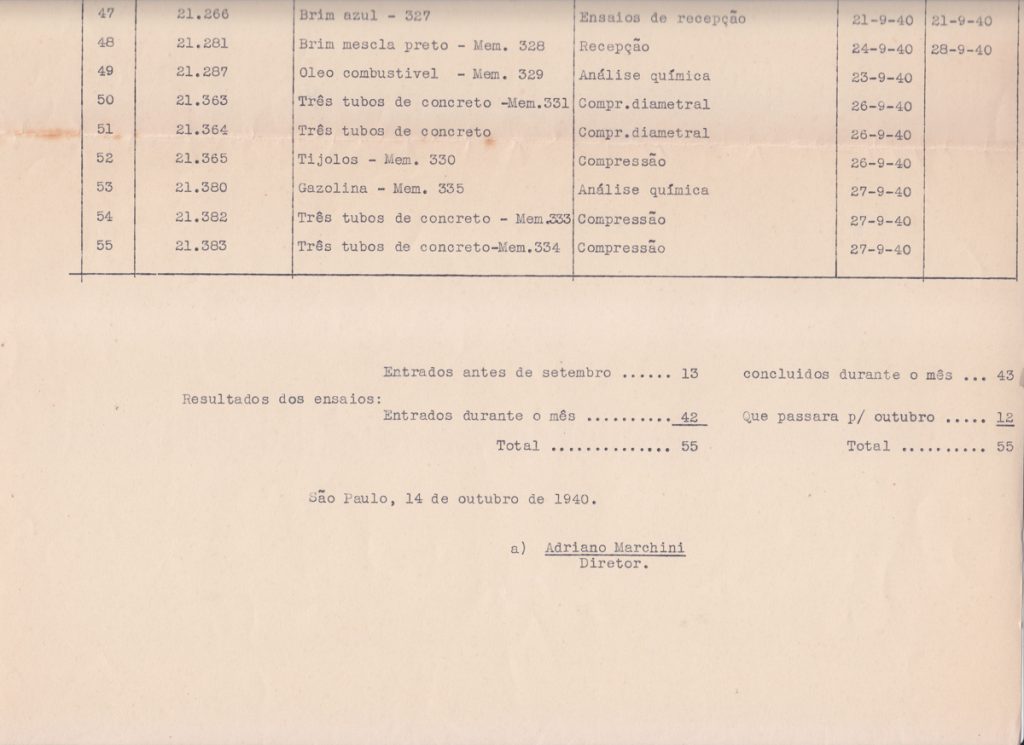 47 21.266 Brim azul - 327 Ensaios de recepção 21-9-40 21-9-40
48 21.281 Brim mescla preto - Mem. 328 Recepção 24-9-40 28-9-40
49 21.287 Oleo combustivel - Mem. 329 Análise química 23-9-40
50 21.363 Três tubos de concreto -Mem.331 Compr.diametral 26-9-40
51 21.364 Três tubos de concreto Compr.diametral 26-9-40
52 21.365 Tijolos - Mem. 330 Compressão 26-9-40
53 21.380 Gazolina - Mem. 335 Análise química 27-9-40
54 21.382 Três tubos de concreto - Mem.333 Compressão 27-9-40
55 21.383 Três tubos de concreto-Mem.334 Compressão 27-9-40
Entrados antes de setembro ...... 13 concluidos durante o mês ... 43
Resultados dos ensaios:
Entrados durante o mês .......... 42 Que passara p/ outubro ..... 12
Total .............. 55 Total .......... 55
São Paulo, 14 de outubro de 1940.
a) Adriano Marchini
Diretor.